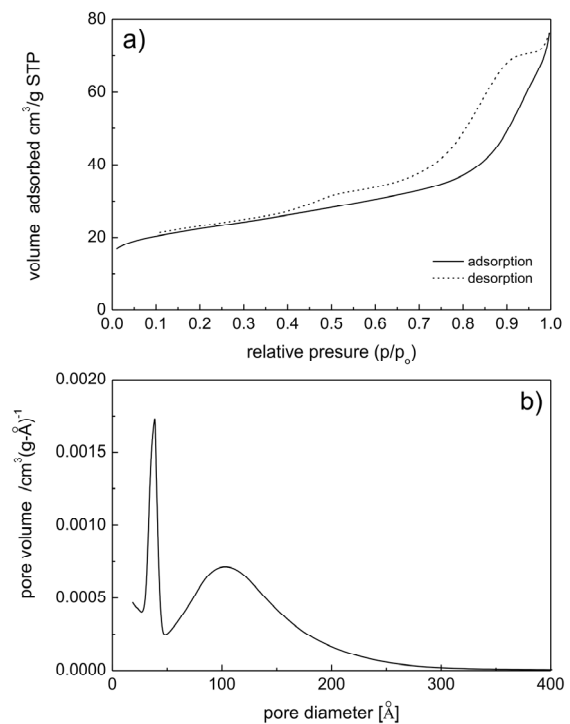 a)
volume adsorbed cm³/g STP
80
60
40
20
0
adsorption
desorption
0.0 0.1 0.2 0.3 0.4 0.5 0.6 0.7 0.8 0.9 1.0
relative presure (p/pₒ)
b)
pore volume /cm³(g-Å)⁻¹
0.0020
0.0015
0.0010
0.0005
0.0000
0 100 200 300 400
pore diameter [Å]